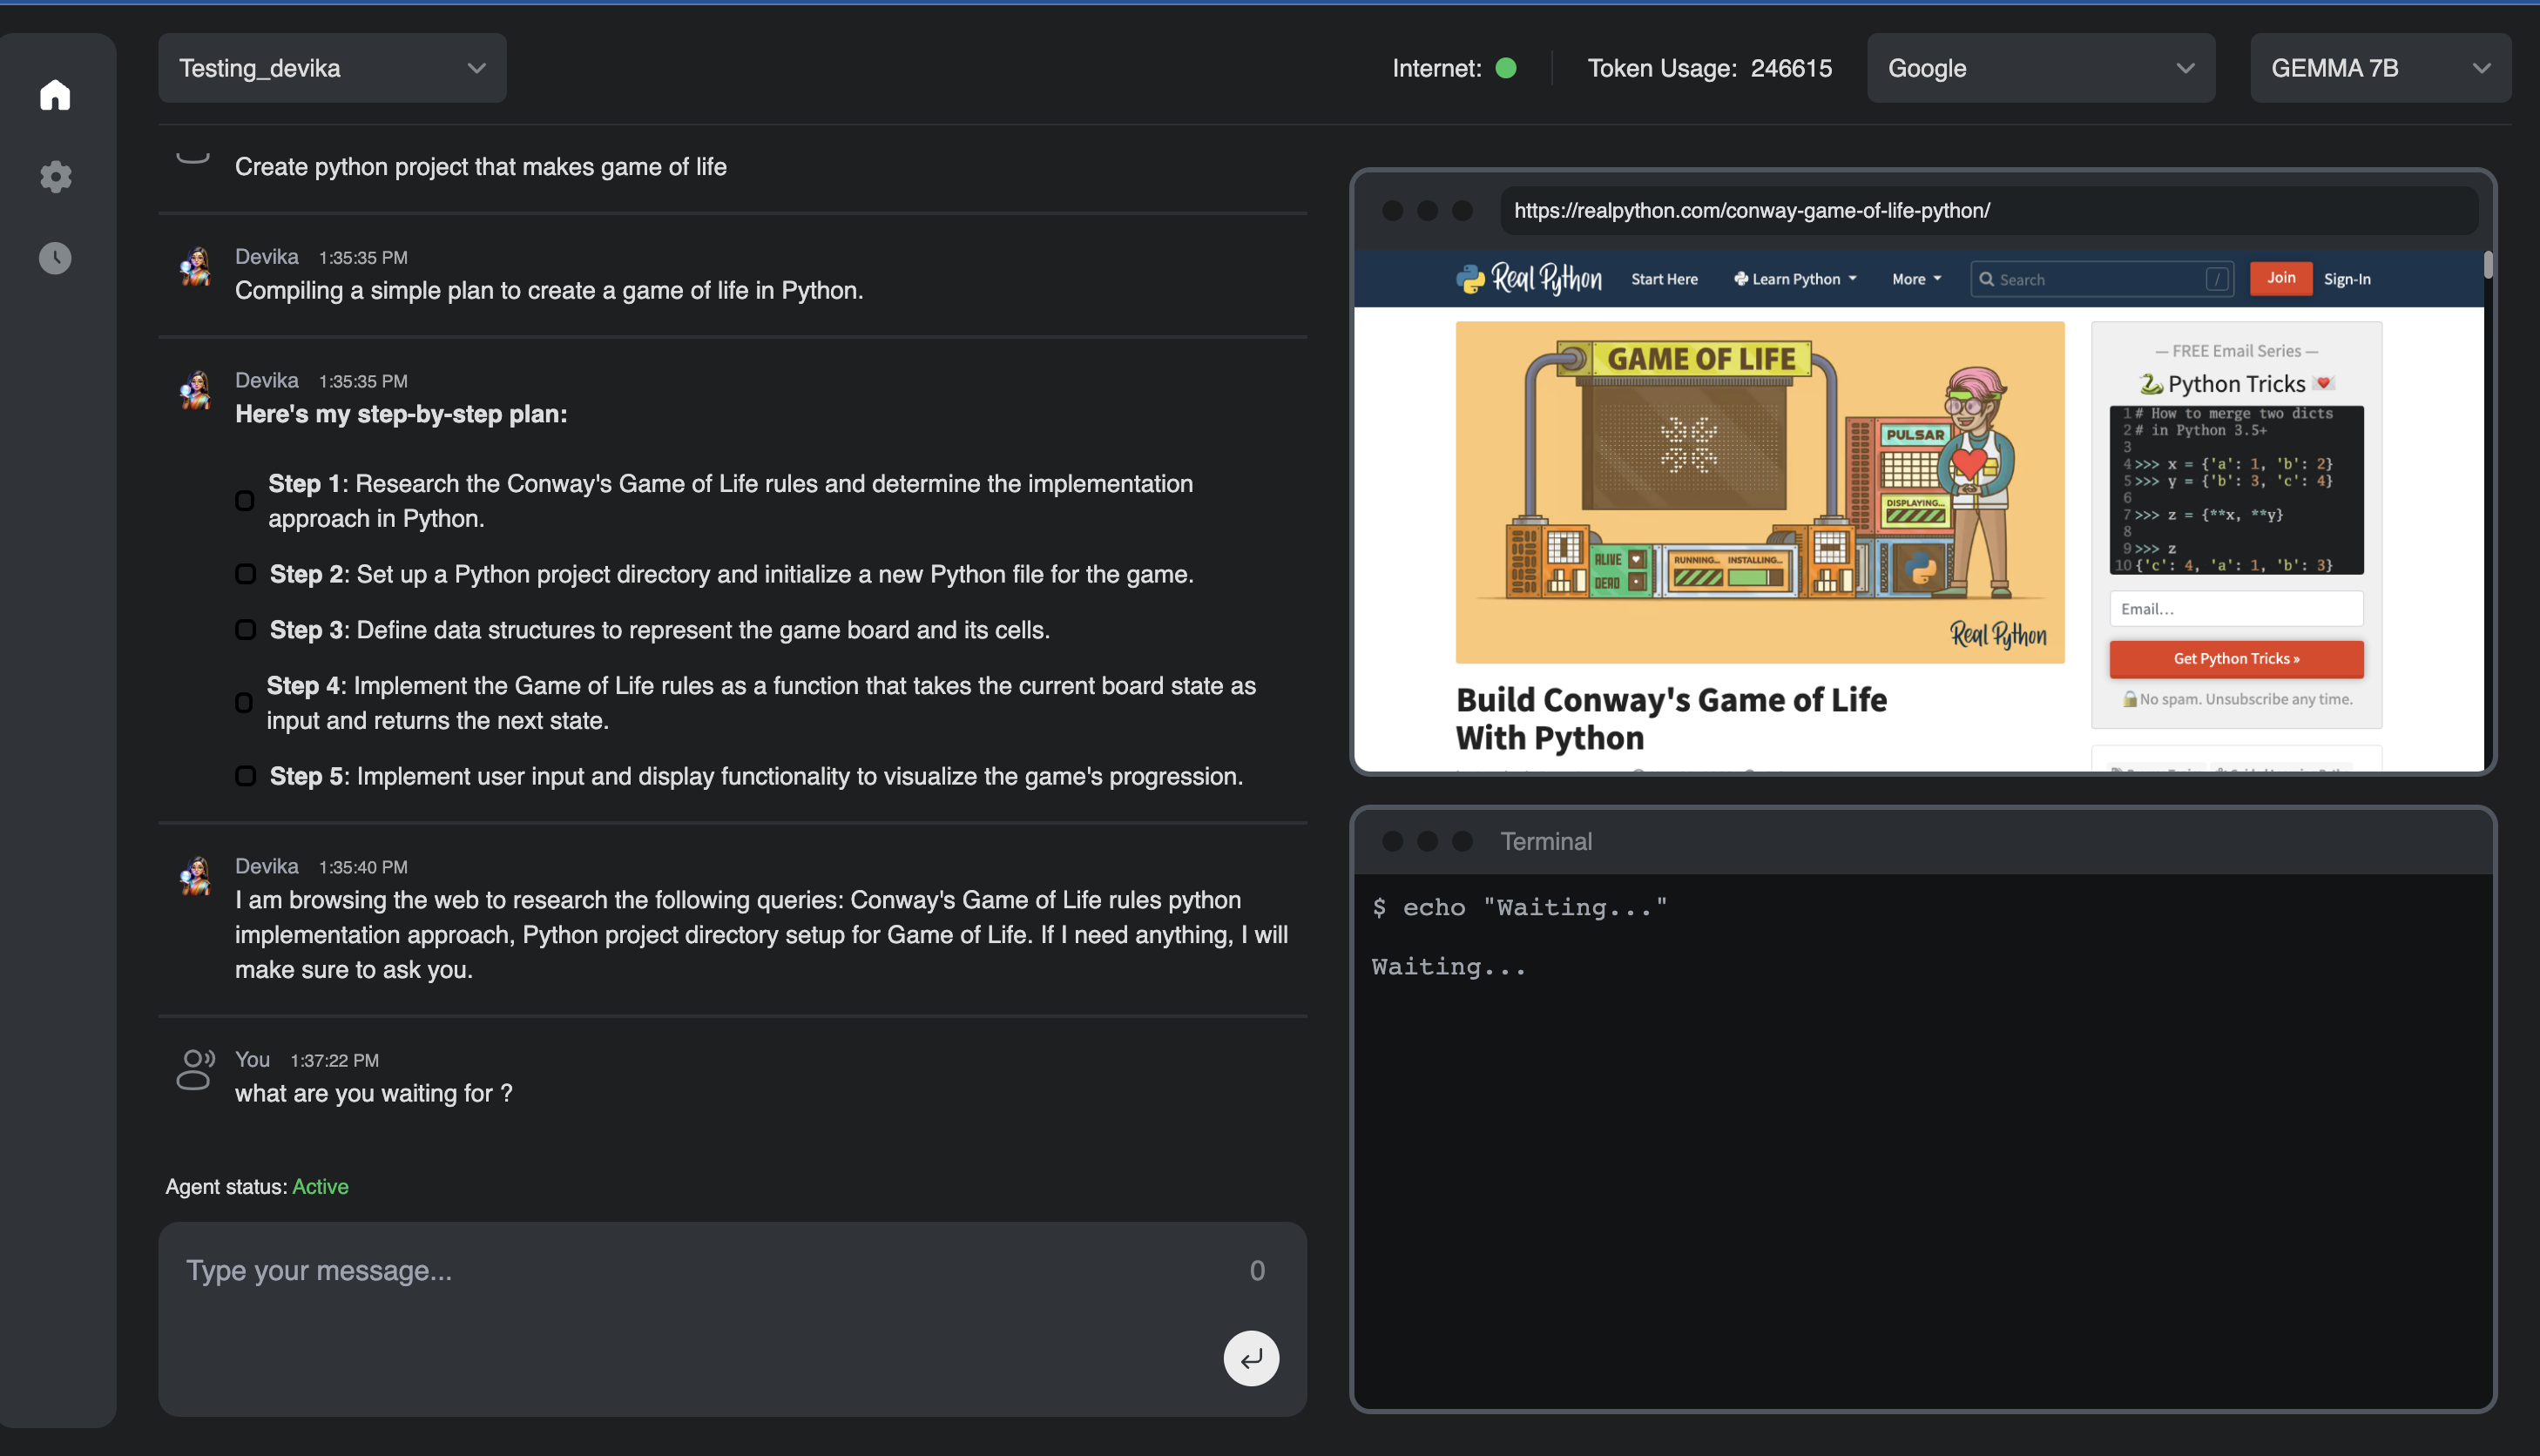 Testing_devika
Internet:
Token Usage: 246615
Google
GEMMA 7B
Create python project that makes game of life
Devika 1:35:35 PM
Compiling a simple plan to create a game of life in Python.
Devika 1:35:35 PM
Here's my step-by-step plan:
Step 1: Research the Conway's Game of Life rules and determine the implementation
approach in Python.
Step 2: Set up a Python project directory and initialize a new Python file for the game.
Step 3: Define data structures to represent the game board and its cells.
Step 4: Implement the Game of Life rules as a function that takes the current board state as
input and returns the next state.
Step 5: Implement user input and display functionality to visualize the game's progression.
Devika 1:35:40 PM
I am browsing the web to research the following queries: Conway's Game of Life rules python
implementation approach, Python project directory setup for Game of Life. If I need anything, I will
make sure to ask you.
You 1:37:22 PM
what are you waiting for ?
Agent status: Active
Type your message...
0
https://realpython.com/conway-game-of-life-python/
Real Python
Start Here
Learn Python
More
Search
/
Join
Sign-In
GAME OF LIFE
PULSAR
DISPLAYING...
ALIVE
DEAD
RUNNING... INSTALLING...
Real Python
Build Conway's Game of Life
With Python
— FREE Email Series —
🐍 Python Tricks 💌
1 # How to merge two dicts
2 # in Python 3.5+
3
4 >>> x = {'a': 1, 'b': 2}
5 >>> y = {'b': 3, 'c': 4}
6
7 >>> z = {**x, **y}
8
9 >>> z
10 {'c': 4, 'a': 1, 'b': 3}
Email…
Get Python Tricks »
🔒 No spam. Unsubscribe any time.
Terminal
$ echo "Waiting..."
Waiting...